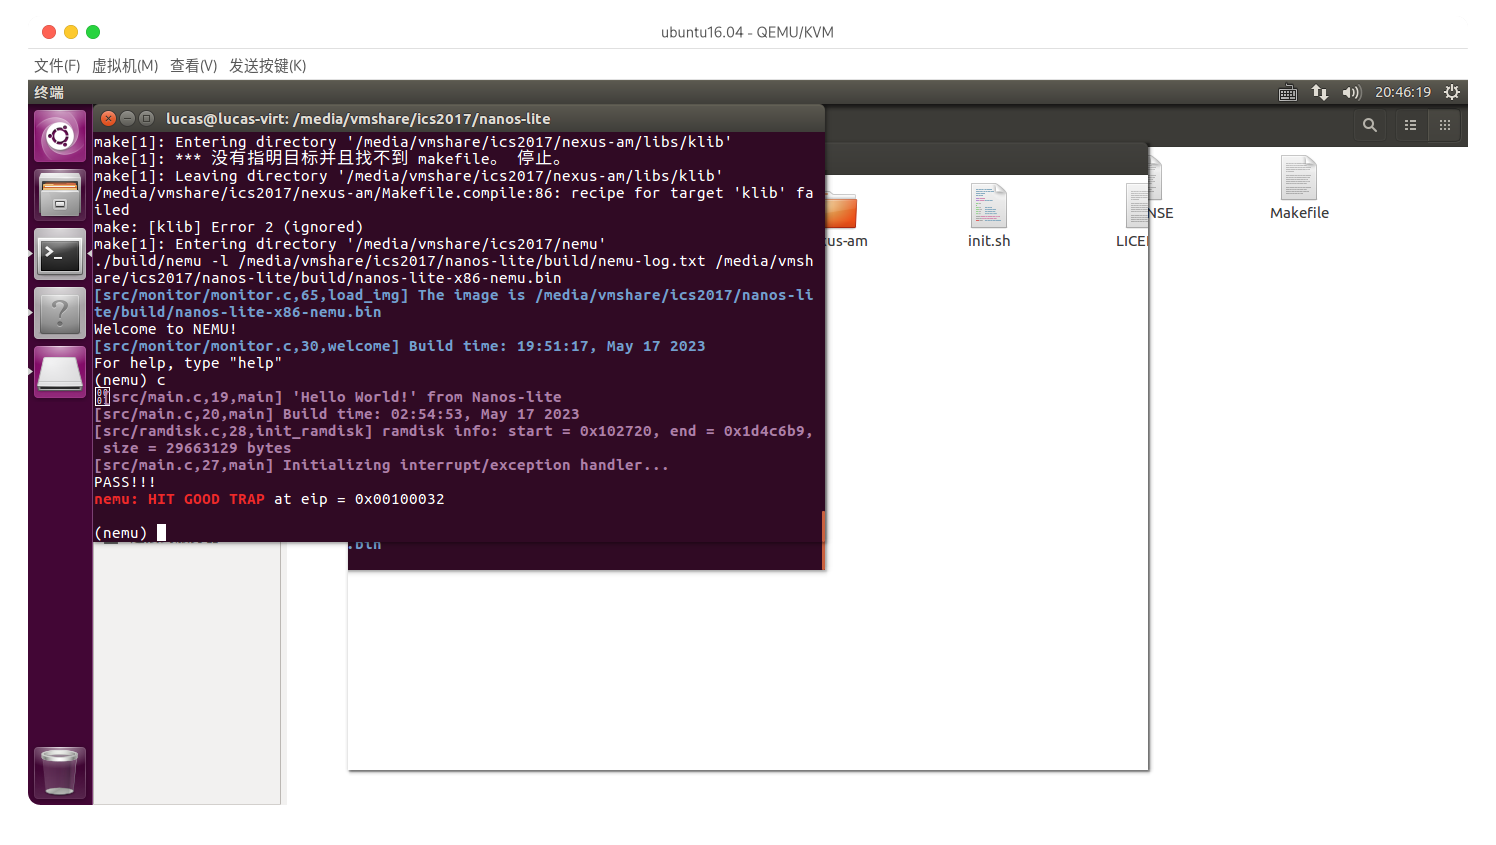 ubuntu16.04 - QEMU/KVM
文件(F) 虚拟机(M) 查看(V) 发送按键(K)
终端 20:46:19
lucas@lucas-virt: /media/vmshare/ics2017/nanos-lite
make[1]: Entering directory '/media/vmshare/ics2017/nexus-am/libs/klib'
make[1]: *** 没有指明目标并且找不到 makefile。 停止。
make[1]: Leaving directory '/media/vmshare/ics2017/nexus-am/libs/klib'
/media/vmshare/ics2017/nexus-am/Makefile.compile:86: recipe for target 'klib' fa
iled
make: [klib] Error 2 (ignored)
make[1]: Entering directory '/media/vmshare/ics2017/nemu'
./build/nemu -l /media/vmshare/ics2017/nanos-lite/build/nemu-log.txt /media/vmsh
are/ics2017/nanos-lite/build/nanos-lite-x86-nemu.bin
[src/monitor/monitor.c,65,load_img] The image is /media/vmshare/ics2017/nanos-li
te/build/nanos-lite-x86-nemu.bin
Welcome to NEMU!
[src/monitor/monitor.c,30,welcome] Build time: 19:51:17, May 17 2023
For help, type "help"
(nemu) c
src/main.c,19,main] 'Hello World!' from Nanos-lite
[src/main.c,20,main] Build time: 02:54:53, May 17 2023
[src/ramdisk.c,28,init_ramdisk] ramdisk info: start = 0x102720, end = 0x1d4c6b9,
size = 29663129 bytes
[src/main.c,27,main] Initializing interrupt/exception handler...
PASS!!!
nemu: HIT GOOD TRAP at eip = 0x00100032
(nemu)
.bin
us-am
init.sh
LICE
NSE
Makefile